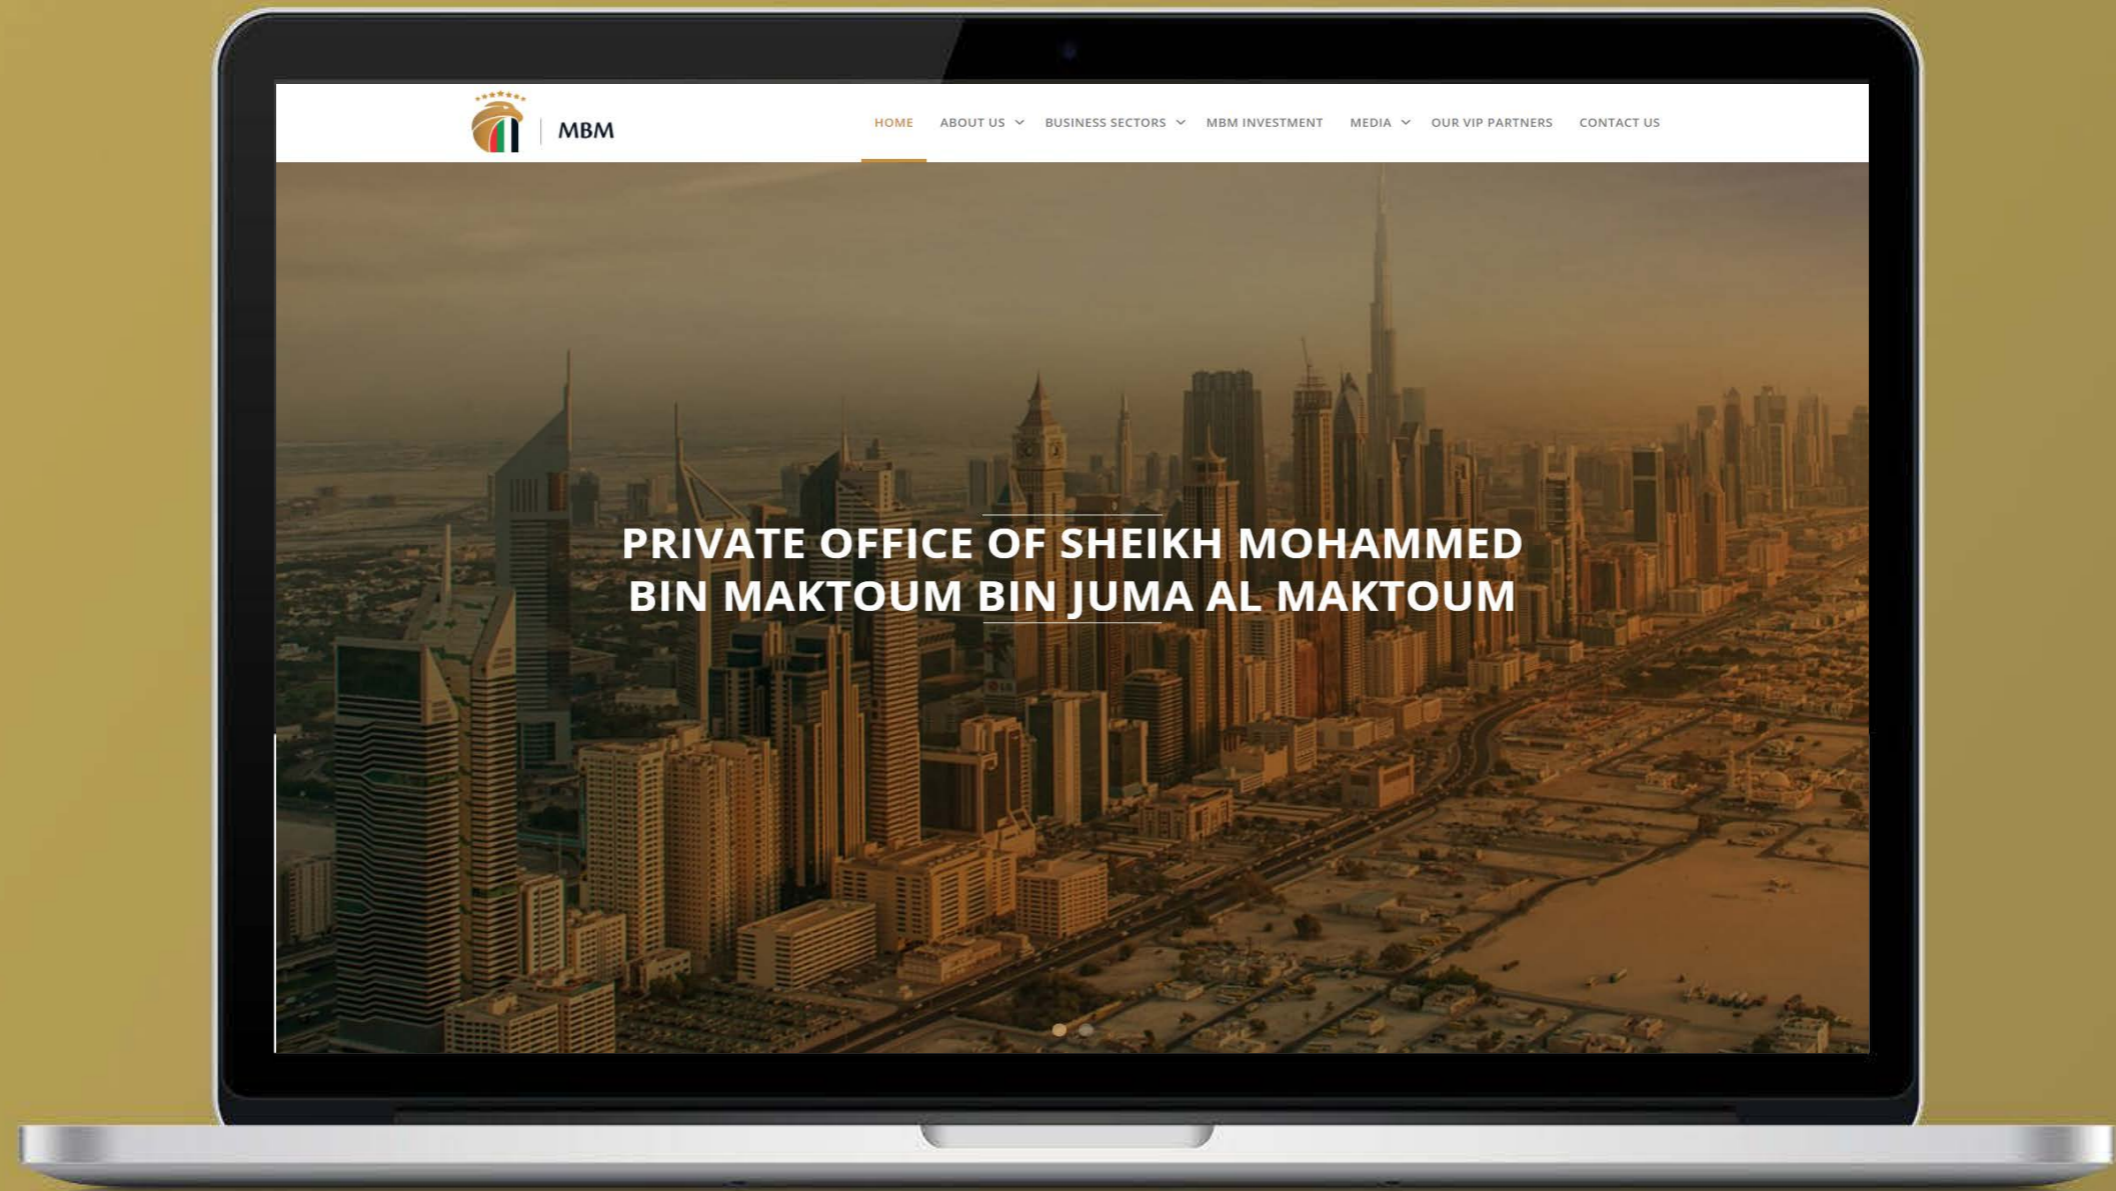 MBM
HOME ABOUT US BUSINESS SECTORS MBM INVESTMENT MEDIA OUR VIP PARTNERS CONTACT US
PRIVATE OFFICE OF SHEIKH MOHAMMED
BIN MAKTOUM BIN JUMA AL MAKTOUM
LG